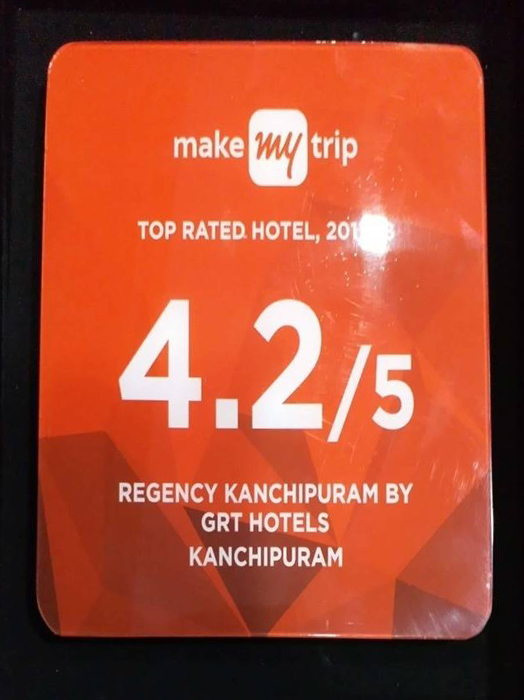 make my trip
TOP RATED HOTEL,
4.2/5
REGENCY KANCHIPURAM BY
GRT HOTELS
KANCHIPURAM